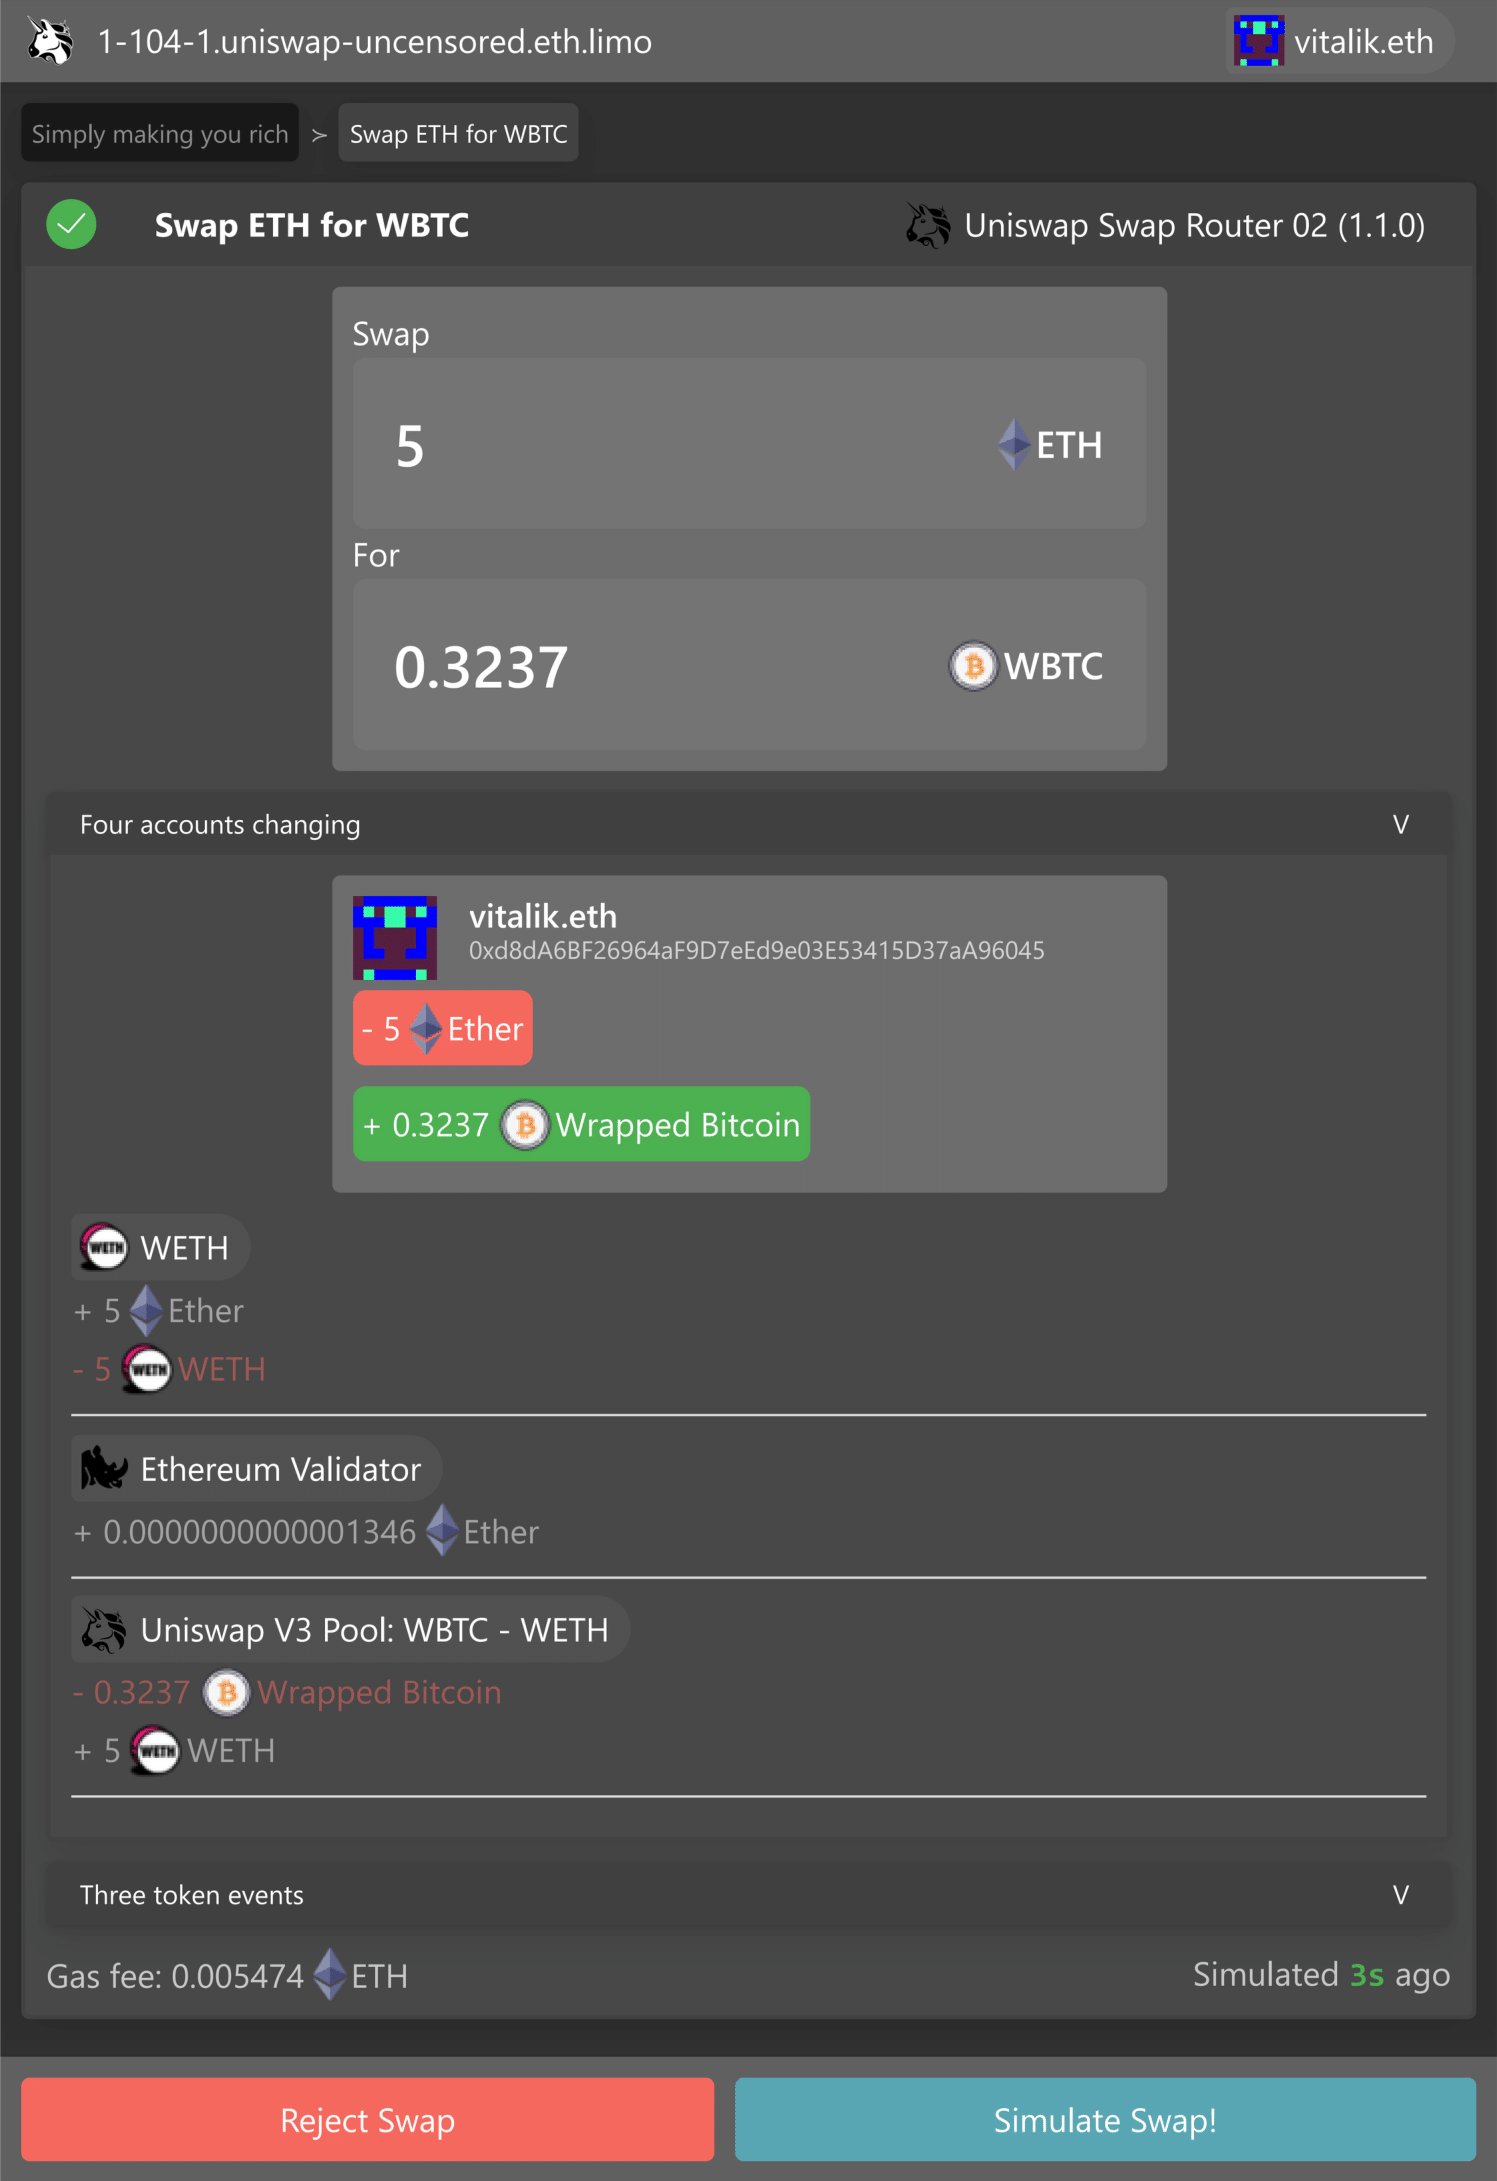 1-104-1.uniswap-uncensored.eth.limo
vitalik.eth
Simply making you rich > Swap ETH for WBTC
Swap ETH for WBTC
Uniswap Swap Router 02 (1.1.0)
Swap
5 ETH
For
0.3237 WBTC
Four accounts changing V
vitalik.eth
0xd8dA6BF26964aF9D7eEd9e03E53415D37aA96045
- 5 Ether
+ 0.3237 Wrapped Bitcoin
WETH WETH
+ 5 Ether
- 5 WETH WETH
Ethereum Validator
+ 0.0000000000001346 Ether
Uniswap V3 Pool: WBTC - WETH
- 0.3237 Wrapped Bitcoin
+ 5 WETH WETH
Three token events V
Gas fee: 0.005474 ETH
Simulated 3s ago
Reject Swap
Simulate Swap!